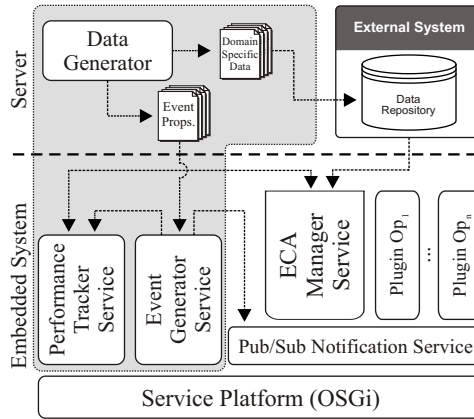 Server
Data
Generator
Domain
Specific
Data
Event
Props.
External System
Data
Repository
Embedded System
Performance
Tracker
Service
Event
Generator
Service
ECA
Manager
Service
Plugin Op1
...
Plugin Opn
Pub/Sub Notification Service
Service Platform (OSGi)